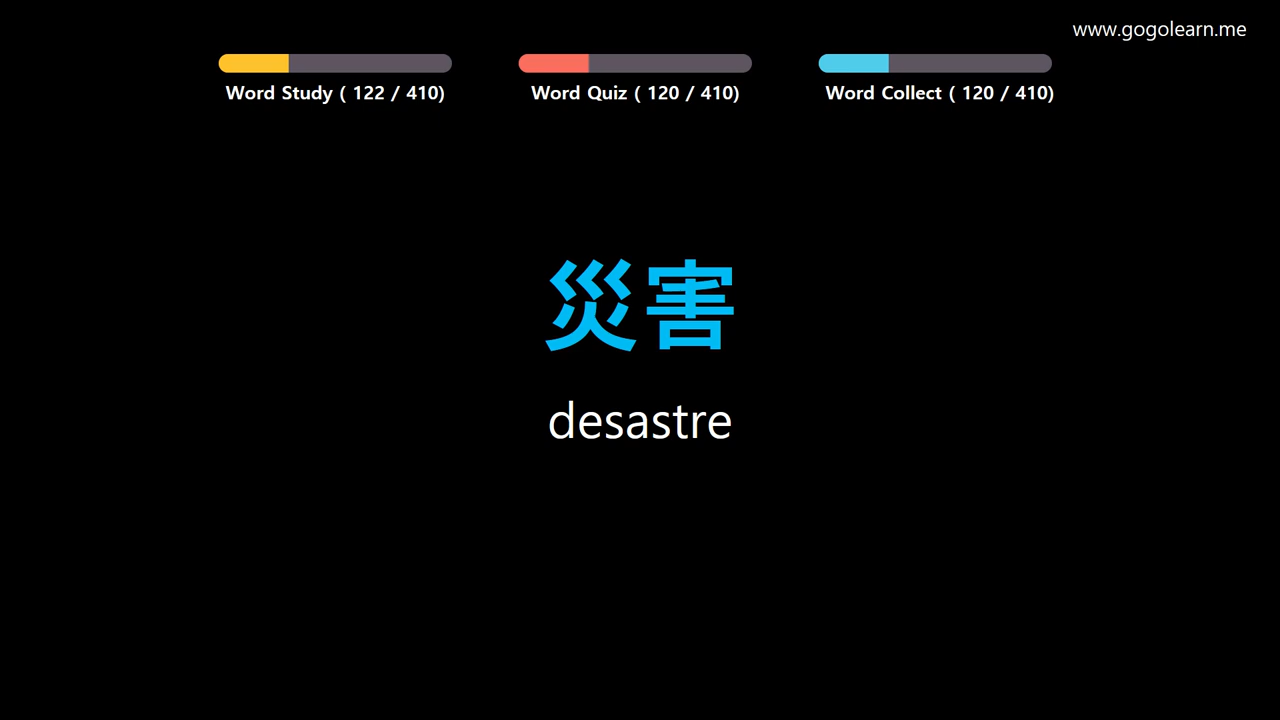 www.gogolearn.me
Word Study ( 122 / 410)
Word Quiz ( 120 / 410)
Word Collect ( 120 / 410)
災害
desastre